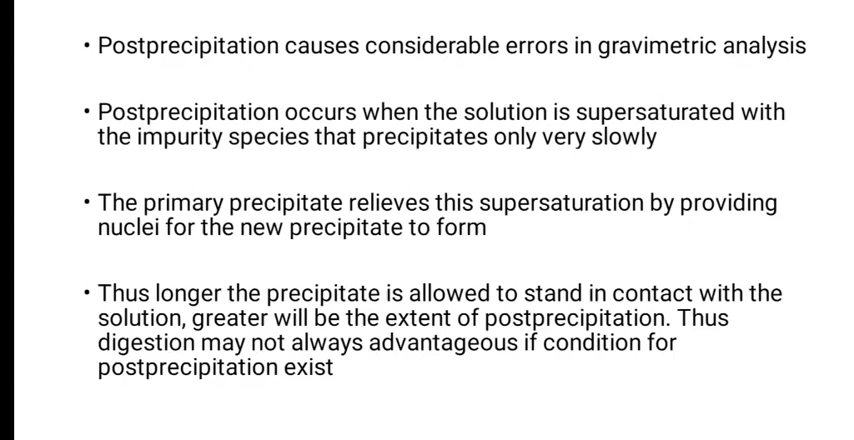 • Postprecipitation causes considerable errors in gravimetric analysis
• Postprecipitation occurs when the solution is supersaturated with
the impurity species that precipitates only very slowly
• The primary precipitate relieves this supersaturation by providing
nuclei for the new precipitate to form
• Thus longer the precipitate is allowed to stand in contact with the
solution, greater will be the extent of postprecipitation. Thus
digestion may not always advantageous if condition for
postprecipitation exist